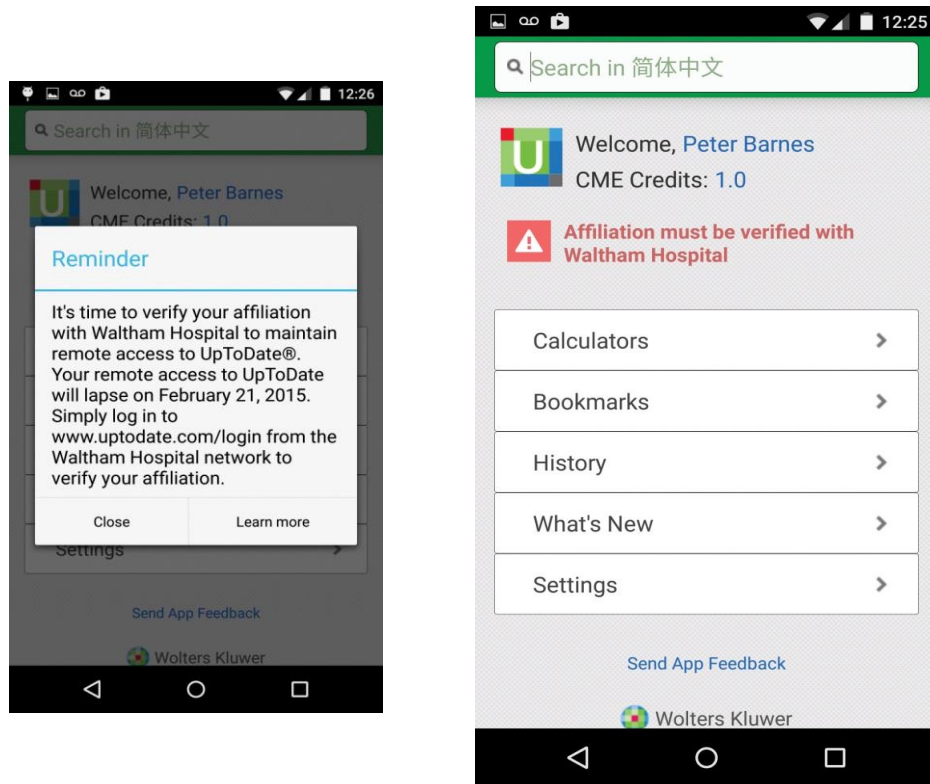 12:26
Search in 简体中文
Welcome, Peter Barnes
CME Credits: 1.0
Reminder
It's time to verify your affiliation
with Waltham Hospital to maintain
remote access to UpToDate®.
Your remote access to UpToDate
will lapse on February 21, 2015.
Simply log in to
www.uptodate.com/login from the
Waltham Hospital network to
verify your affiliation.
Close Learn more
Settings
Send App Feedback
Wolters Kluwer
12:25
Search in 简体中文
U
Welcome, Peter Barnes
CME Credits: 1.0
Affiliation must be verified with
Waltham Hospital
Calculators
Bookmarks
History
What's New
Settings
Send App Feedback
Wolters Kluwer